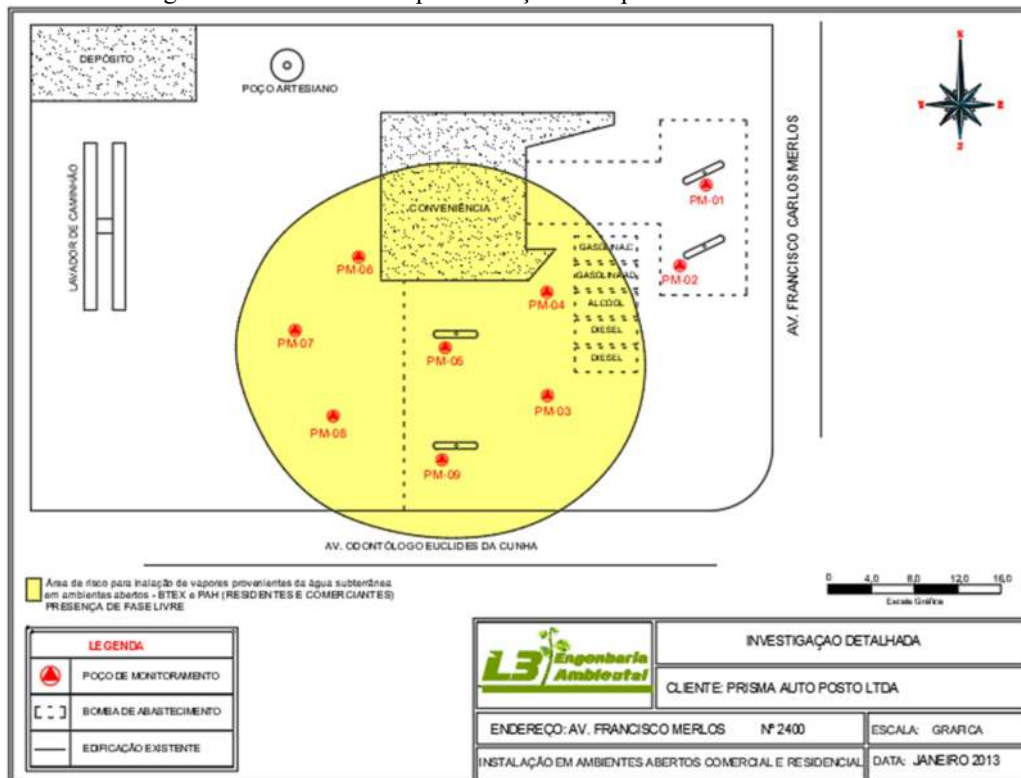 DEPÓSITO
POÇO ARTESIANO
LAVADOR DE CAMINHÃO
CONVENIÊNCIA
PM-01
PM-02
GASOLINA C
GASOLINA AD
ALCOOL
DIESEL
DIESEL
PM-06
PM-04
PM-07
PM-05
PM-03
PM-08
PM-09
AV. FRANCISCO CARLOS MERLOS
AV. ODONTÓLOGO EUCLIDES DA CUNHA
Área de risco para inalação de vapores provenientes da água subterrânea
em ambientes abertos - BTEX e PAH (RESIDENTES E COMERCIANTES)
PRESENÇA DE FASE LIVRE
0 4,0 8,0 12,0 16,0
Escala Gráfica
LEGENDA
POÇO DE MONITORAMENTO
BOMBA DE ABASTECIMENTO
EDIFICAÇÃO EXISTENTE
L3 Engenharia
Ambiental
INVESTIGAÇAO DETALHADA
CLIENTE: PRISMA AUTO POSTO LTDA
ENDEREÇO: AV. FRANCISCO MERLOS Nº 2400
ESCALA: GRAFICA
INSTALAÇÃO EM AMBIENTES ABERTOS COMERCIAL E RESIDENCIAL
DATA: JANEIRO 2013